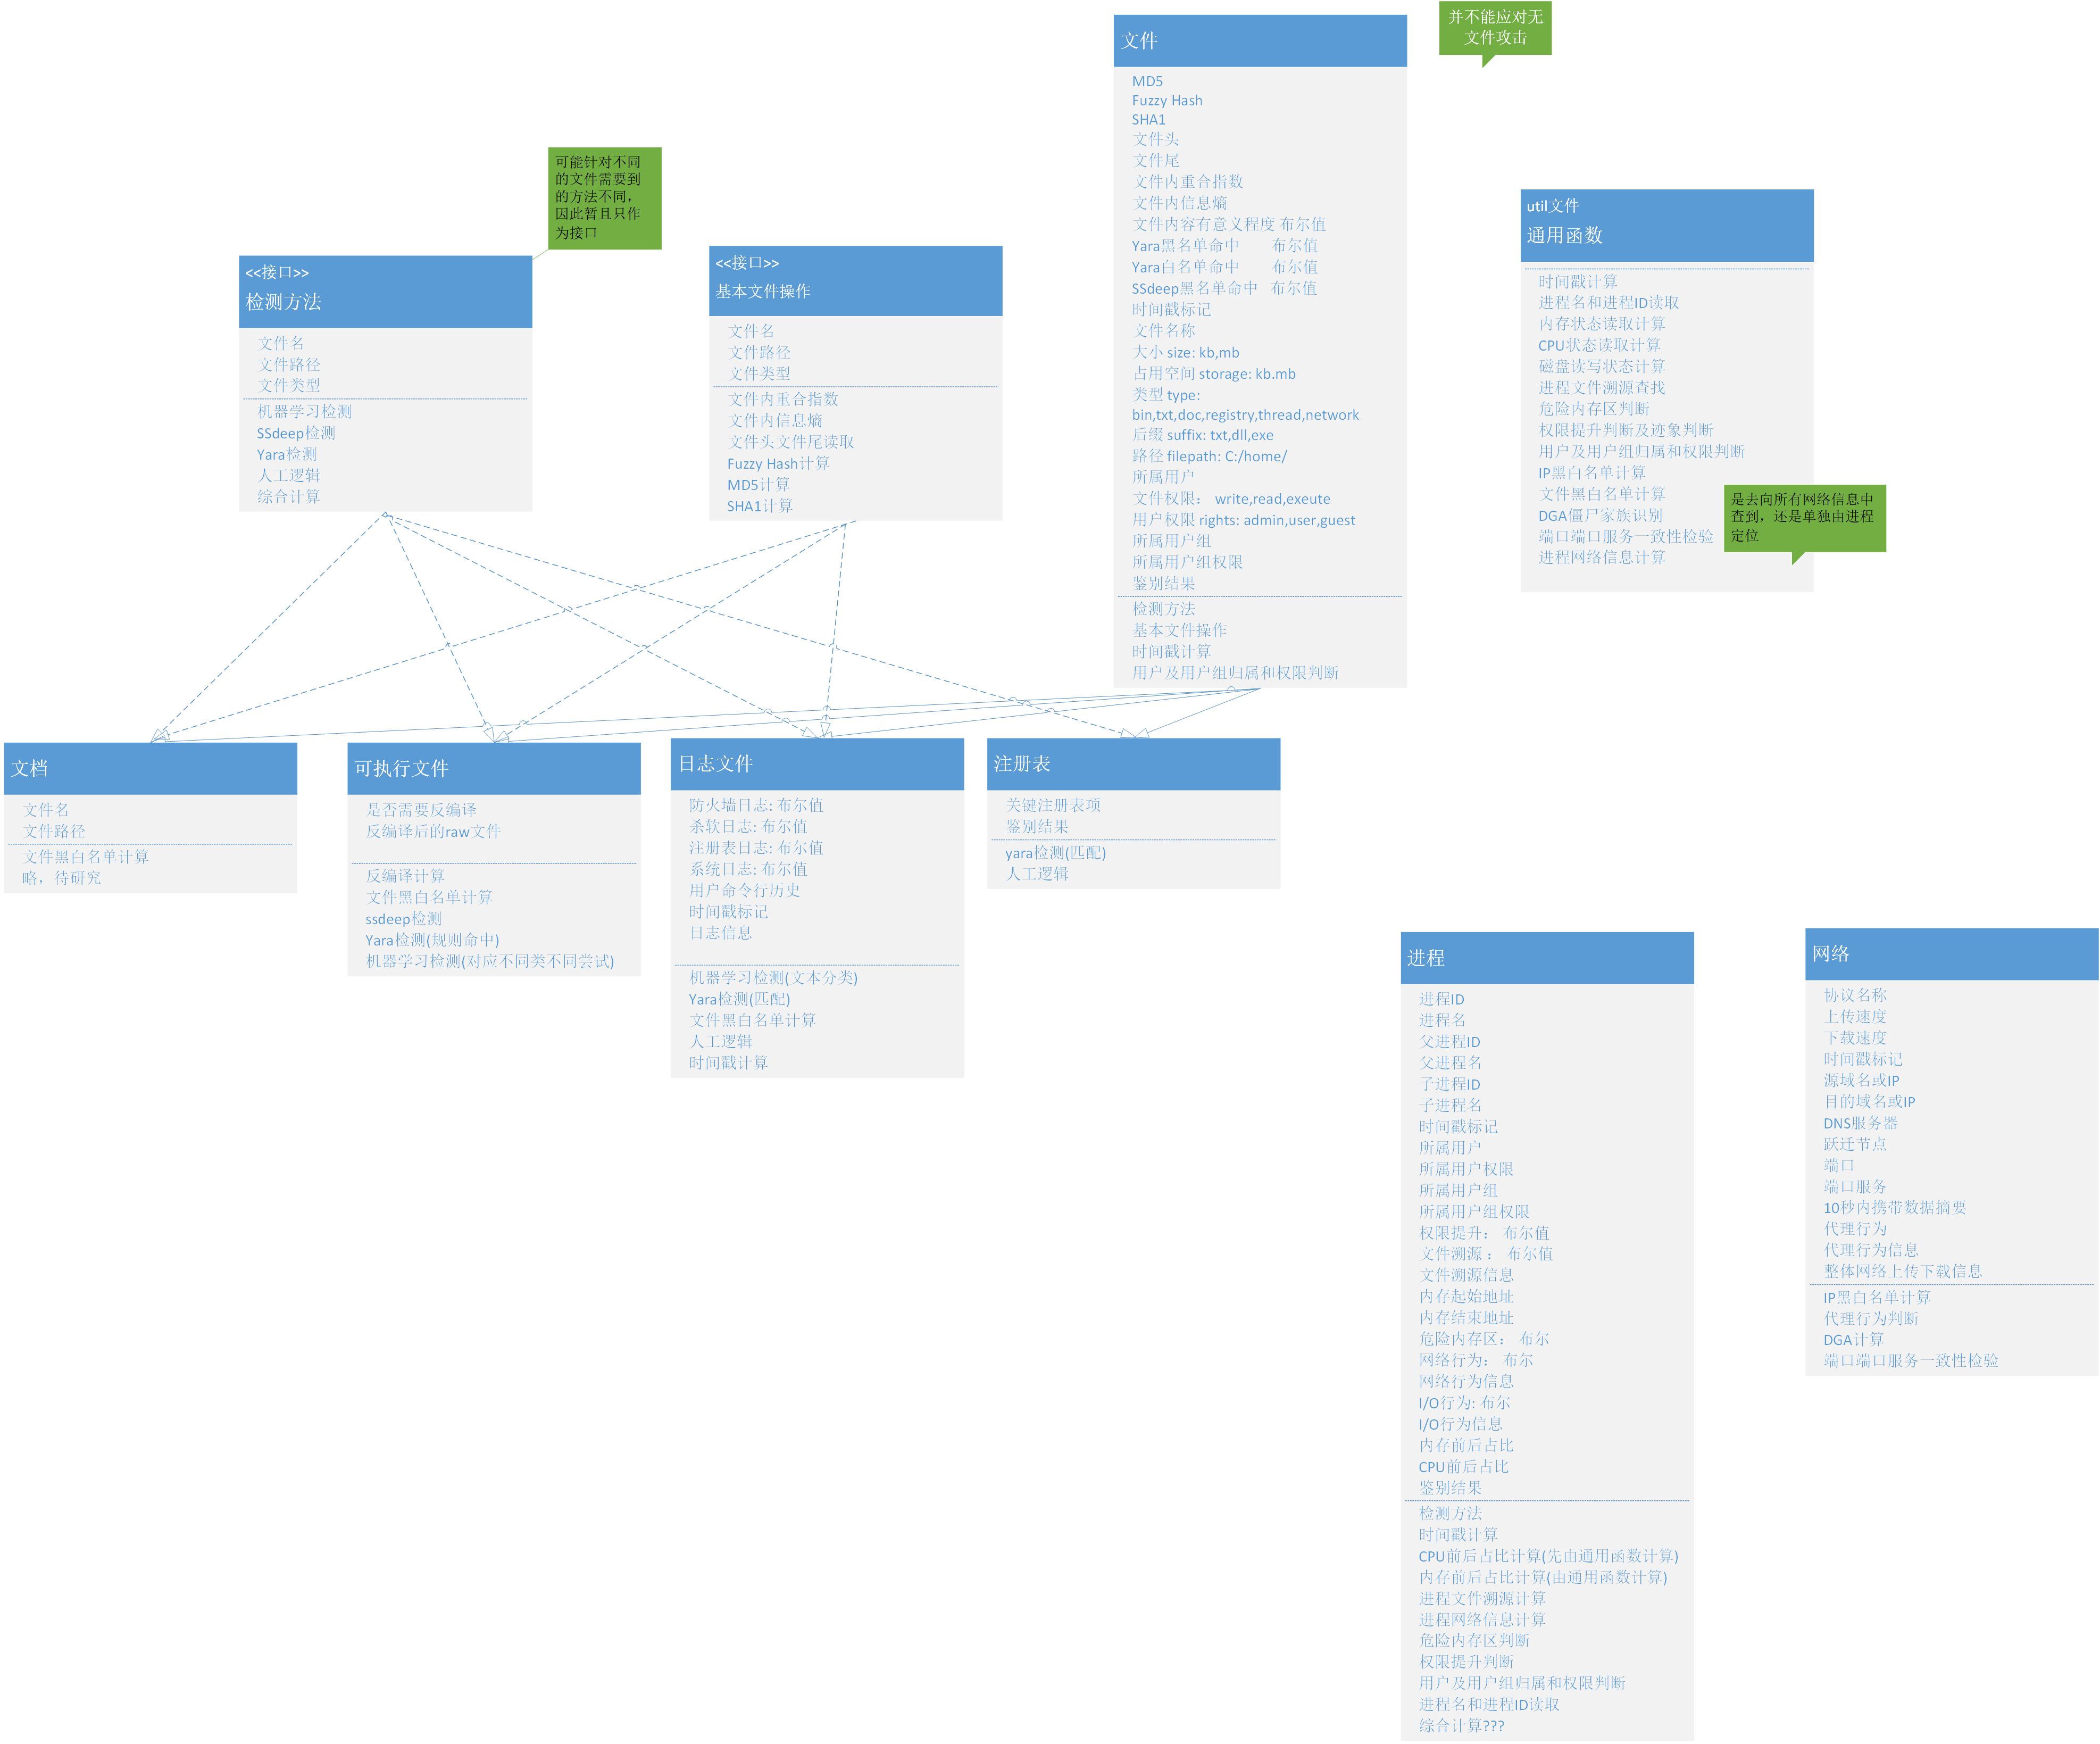 并不能应对无
文件攻击
文件
MD5
Fuzzy Hash
SHA1
文件头
文件尾
文件内重合指数
文件内信息熵
文件内容有意义程度 布尔值
Yara黑名单命中 布尔值
Yara白名单命中 布尔值
SSdeep黑名单命中 布尔值
时间戳标记
文件名称
大小 size: kb,mb
占用空间 storage: kb.mb
类型 type:
bin,txt,doc,registry,thread,network
后缀 suffix: txt,dll,exe
路径 filepath: C:/home/
所属用户
文件权限： write,read,exeute
用户权限 rights: admin,user,guest
所属用户组
所属用户组权限
鉴别结果
检测方法
基本文件操作
时间戳计算
用户及用户组归属和权限判断
可能针对不同
的文件需要到
的方法不同，
因此暂且只作
为接口
<<接口>>
检测方法
文件名
文件路径
文件类型
机器学习检测
SSdeep检测
Yara检测
人工逻辑
综合计算
<<接口>>
基本文件操作
文件名
文件路径
文件类型
文件内重合指数
文件内信息熵
文件头文件尾读取
Fuzzy Hash计算
MD5计算
SHA1计算
util文件
通用函数
时间戳计算
进程名和进程ID读取
内存状态读取计算
CPU状态读取计算
磁盘读写状态计算
进程文件溯源查找
危险内存区判断
权限提升判断及迹象判断
用户及用户组归属和权限判断
IP黑白名单计算
文件黑白名单计算
DGA僵尸家族识别
端口端口服务一致性检验
进程网络信息计算
是去向所有网络信息中
查到，还是单独由进程
定位
文档
文件名
文件路径
文件黑白名单计算
略，待研究
可执行文件
是否需要反编译
反编译后的raw文件
反编译计算
文件黑白名单计算
ssdeep检测
Yara检测(规则命中)
机器学习检测(对应不同类不同尝试)
日志文件
防火墙日志: 布尔值
杀软日志: 布尔值
注册表日志: 布尔值
系统日志: 布尔值
用户命令行历史
时间戳标记
日志信息
机器学习检测(文本分类)
Yara检测(匹配)
文件黑白名单计算
人工逻辑
时间戳计算
注册表
关键注册表项
鉴别结果
yara检测(匹配)
人工逻辑
进程
进程ID
进程名
父进程ID
父进程名
子进程ID
子进程名
时间戳标记
所属用户
所属用户权限
所属用户组
所属用户组权限
权限提升： 布尔值
文件溯源： 布尔值
文件溯源信息
内存起始地址
内存结束地址
危险内存区： 布尔
网络行为： 布尔
网络行为信息
I/O行为: 布尔
I/O行为信息
内存前后占比
CPU前后占比
鉴别结果
检测方法
时间戳计算
CPU前后占比计算(先由通用函数计算)
内存前后占比计算(由通用函数计算)
进程文件溯源计算
进程网络信息计算
危险内存区判断
权限提升判断
用户及用户组归属和权限判断
进程名和进程ID读取
综合计算???
网络
协议名称
上传速度
下载速度
时间戳标记
源域名或IP
目的域名或IP
DNS服务器
跃迁节点
端口
端口服务
10秒内携带数据摘要
代理行为
代理行为信息
整体网络上传下载信息
IP黑白名单计算
代理行为判断
DGA计算
端口端口服务一致性检验